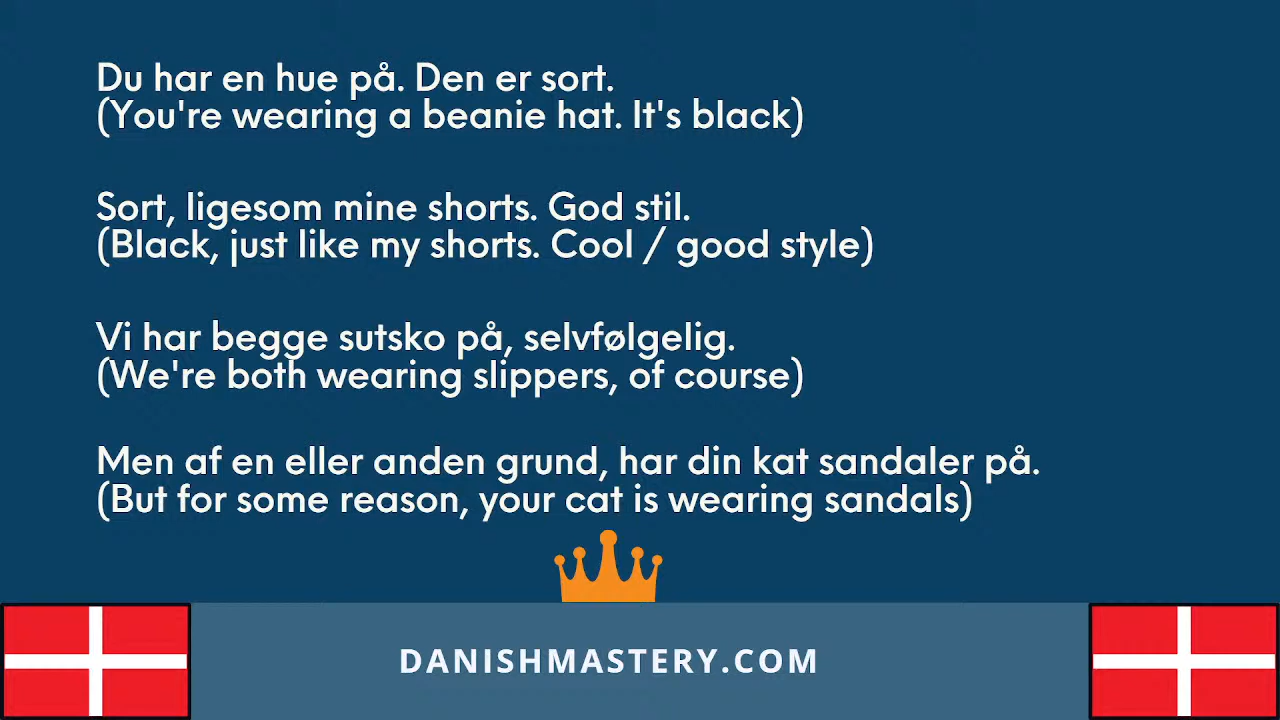 Du har en hue på. Den er sort.
(You're wearing a beanie hat. It's black)
Sort, ligesom mine shorts. God stil.
(Black, just like my shorts. Cool / good style)
Vi har begge sutsko på, selvfølgelig.
(We're both wearing slippers, of course)
Men af en eller anden grund, har din kat sandaler på.
(But for some reason, your cat is wearing sandals)
DANISHMASTERY.COM